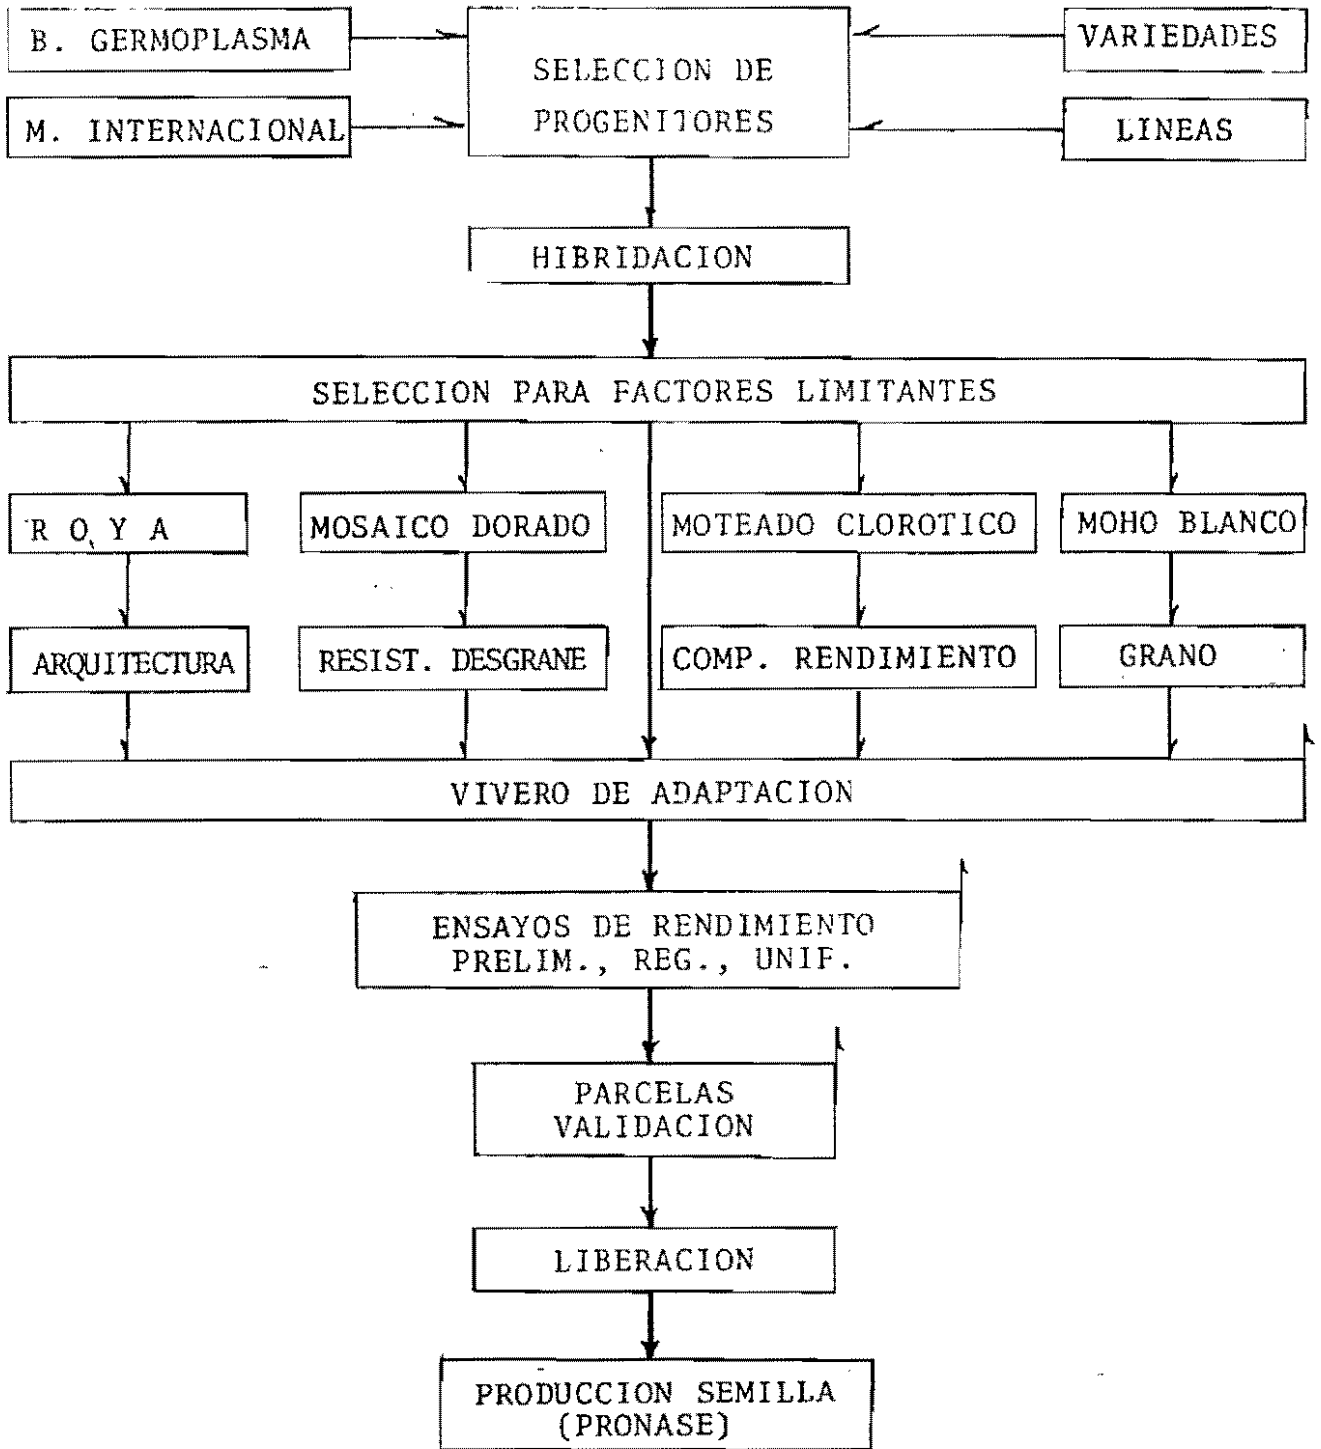 B. GERMOPLASMA
VARIEDADES
SELECCION DE
PROGENITORES
M. INTERNACIONAL
LINEAS
HIBRIDACION
SELECCION PARA FACTORES LIMITANTES
R O Y A
MOSAICO DORADO
MOTEADO CLOROTICO
MOHO BLANCO
ARQUITECTURA
RESIST. DESGRANE
COMP. RENDIMIENTO
GRANO
VIVERO DE ADAPTACION
ENSAYOS DE RENDIMIENTO
PRELIM., REG., UNIF.
PARCELAS
VALIDACION
LIBERACION
PRODUCCION SEMILLA
(PRONASE)